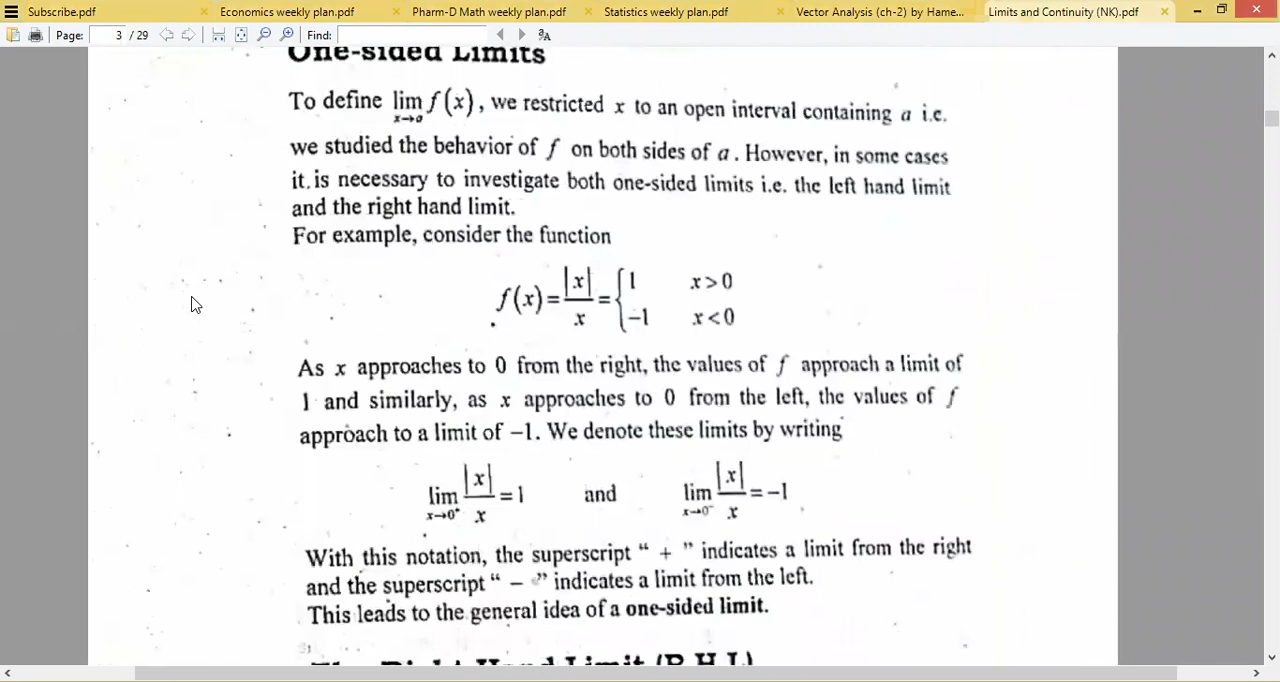 Subscribe.pdf × Economics weekly plan.pdf × Pharm-D Math weekly plan.pdf × Statistics weekly plan.pdf × Vector Analysis (ch-2) by Hame... Limits and Continuity (NK).pdf ×
Page: 3 / 29 Find:
One-sided Limits
To define lim f(x), we restricted x to an open interval containing a i.e.
x→a
we studied the behavior of f on both sides of a. However, in some cases
it is necessary to investigate both one-sided limits i.e. the left hand limit
and the right hand limit.
For example, consider the function
f(x) = |x|/x = { 1 x > 0
−1 x < 0
As x approaches to 0 from the right, the values of f approach a limit of
1 and similarly, as x approaches to 0 from the left, the values of f
approach to a limit of −1. We denote these limits by writing
lim |x|/x = 1 and lim |x|/x = −1
x→0⁺ x→0⁻
With this notation, the superscript “ + ” indicates a limit from the right
and the superscript “ − ” indicates a limit from the left.
This leads to the general idea of a one-sided limit.
The Right Hand Limit (R.H.L)